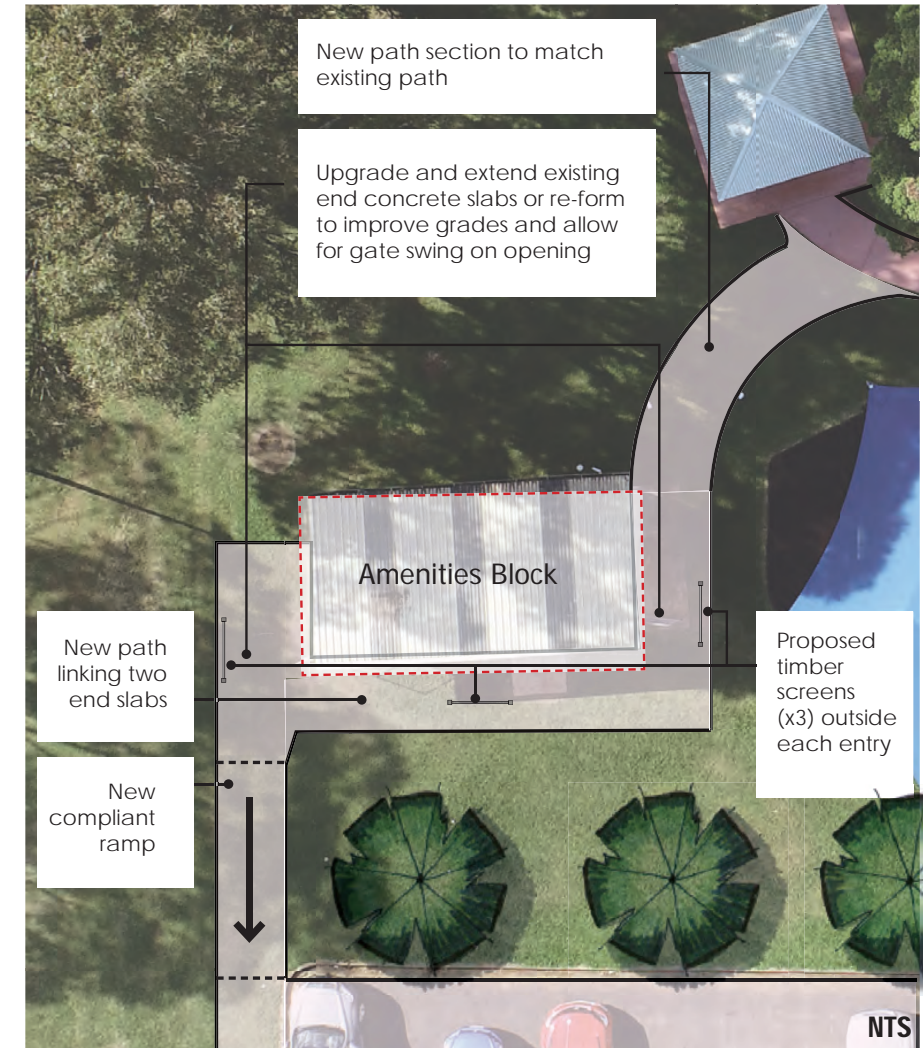 New path section to match
existing path
Upgrade and extend existing
end concrete slabs or re-form
to improve grades and allow
for gate swing on opening
Amenities Block
New path
linking two
end slabs
Proposed
timber
screens
(x3) outside
each entry
New
compliant
ramp
NTS